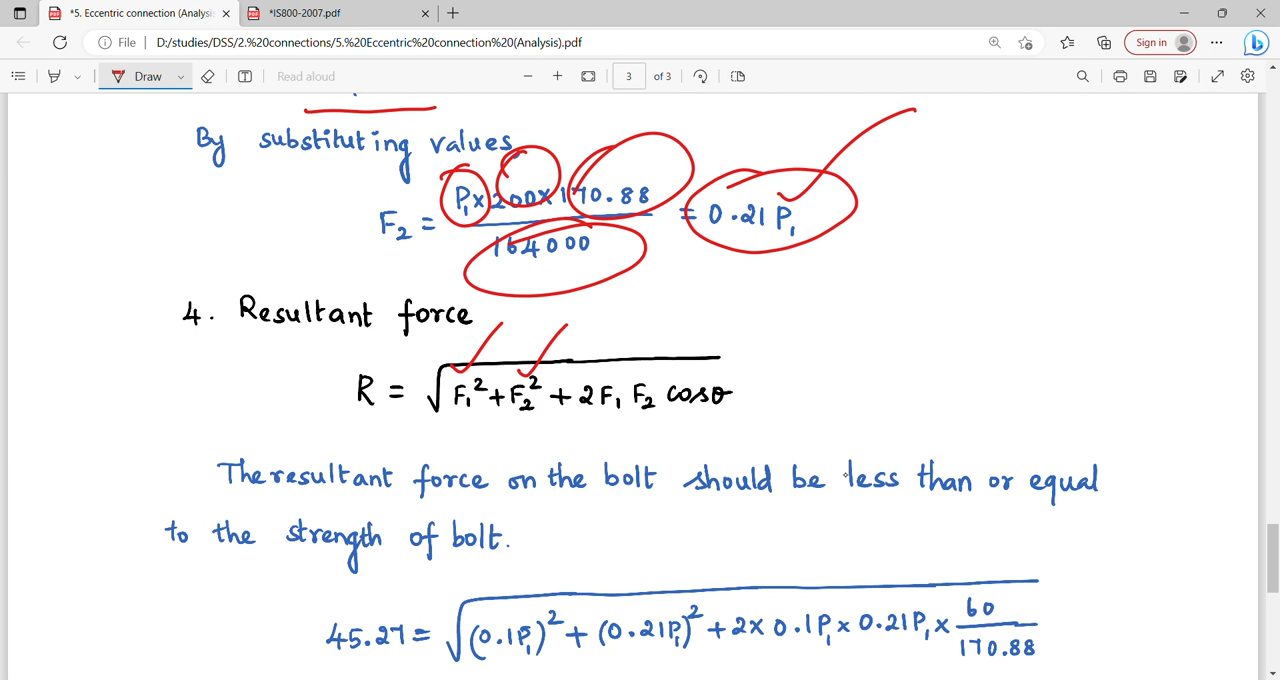 *5. Eccentric connection (Analysis
*IS800-2007.pdf
File D:/studies/DSS/2.%20connections/5.%20Eccentric%20connection%20(Analysis).pdf Sign in
Draw Read aloud 3 of 3
By substituting values
F₂ = P₁ × 200 × 170.88 / 164000 = 0.21 P₁
4. Resultant force
R = √(F₁² + F₂² + 2 F₁ F₂ cosθ)
The resultant force on the bolt should be less than or equal
to the strength of bolt.
45.27 = √((0.1P₁)² + (0.21P₁)² + 2 × 0.1P₁ × 0.21P₁ × 60 / 170.88)